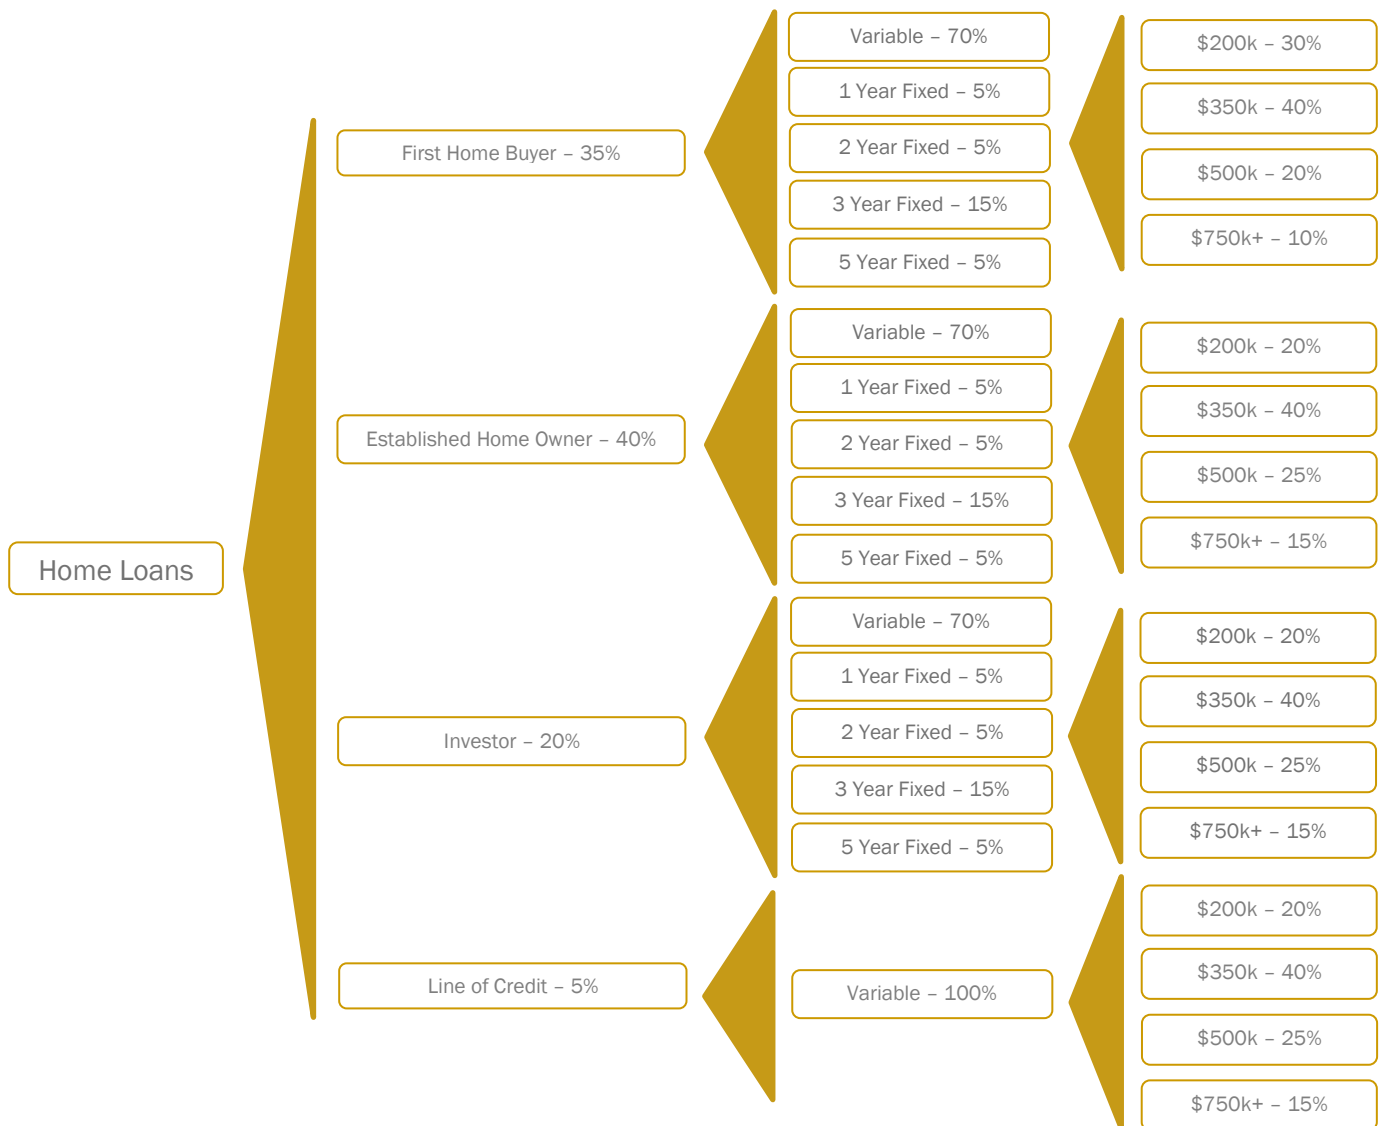 Home Loans
First Home Buyer – 35%
Variable – 70%
1 Year Fixed – 5%
2 Year Fixed – 5%
3 Year Fixed – 15%
5 Year Fixed – 5%
$200k – 30%
$350k – 40%
$500k – 20%
$750k+ – 10%
Established Home Owner – 40%
Variable – 70%
1 Year Fixed – 5%
2 Year Fixed – 5%
3 Year Fixed – 15%
5 Year Fixed – 5%
$200k – 20%
$350k – 40%
$500k – 25%
$750k+ – 15%
Investor – 20%
Variable – 70%
1 Year Fixed – 5%
2 Year Fixed – 5%
3 Year Fixed – 15%
5 Year Fixed – 5%
$200k – 20%
$350k – 40%
$500k – 25%
$750k+ – 15%
Line of Credit – 5%
Variable – 100%
$200k – 20%
$350k – 40%
$500k – 25%
$750k+ – 15%